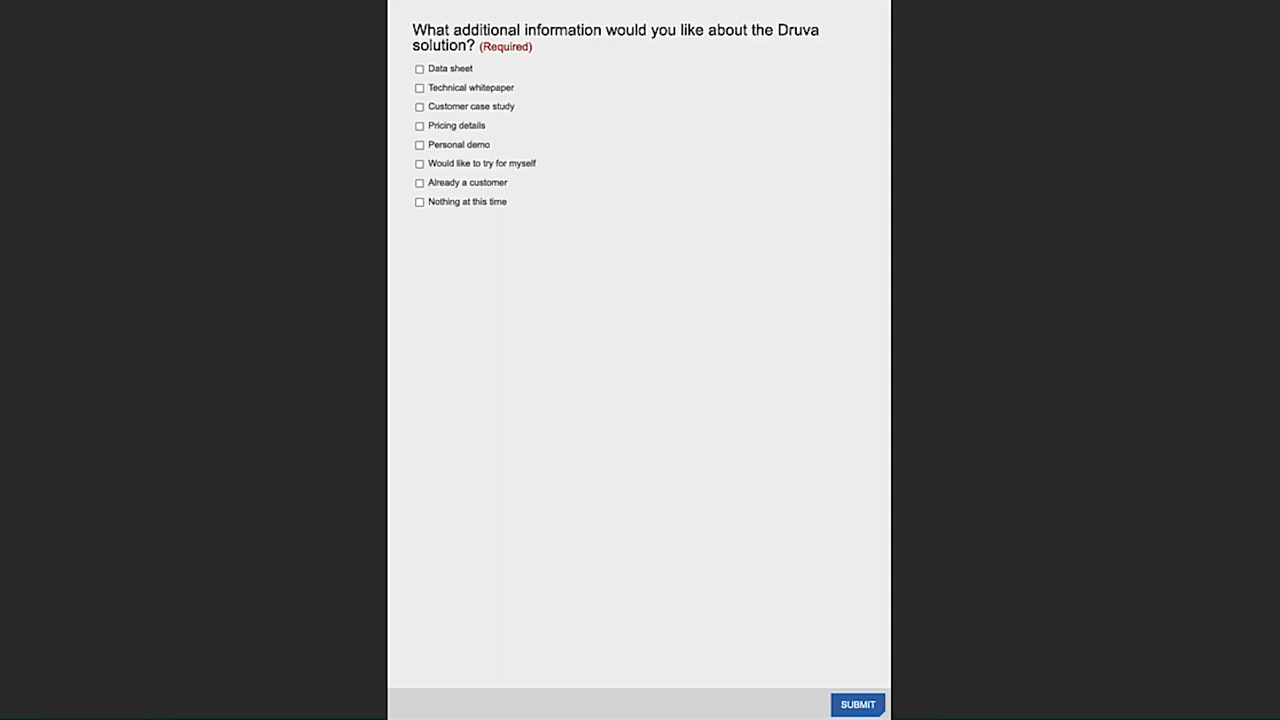 What additional information would you like about the Druva
solution? (Required)
Data sheet
Technical whitepaper
Customer case study
Pricing details
Personal demo
Would like to try for myself
Already a customer
Nothing at this time
SUBMIT